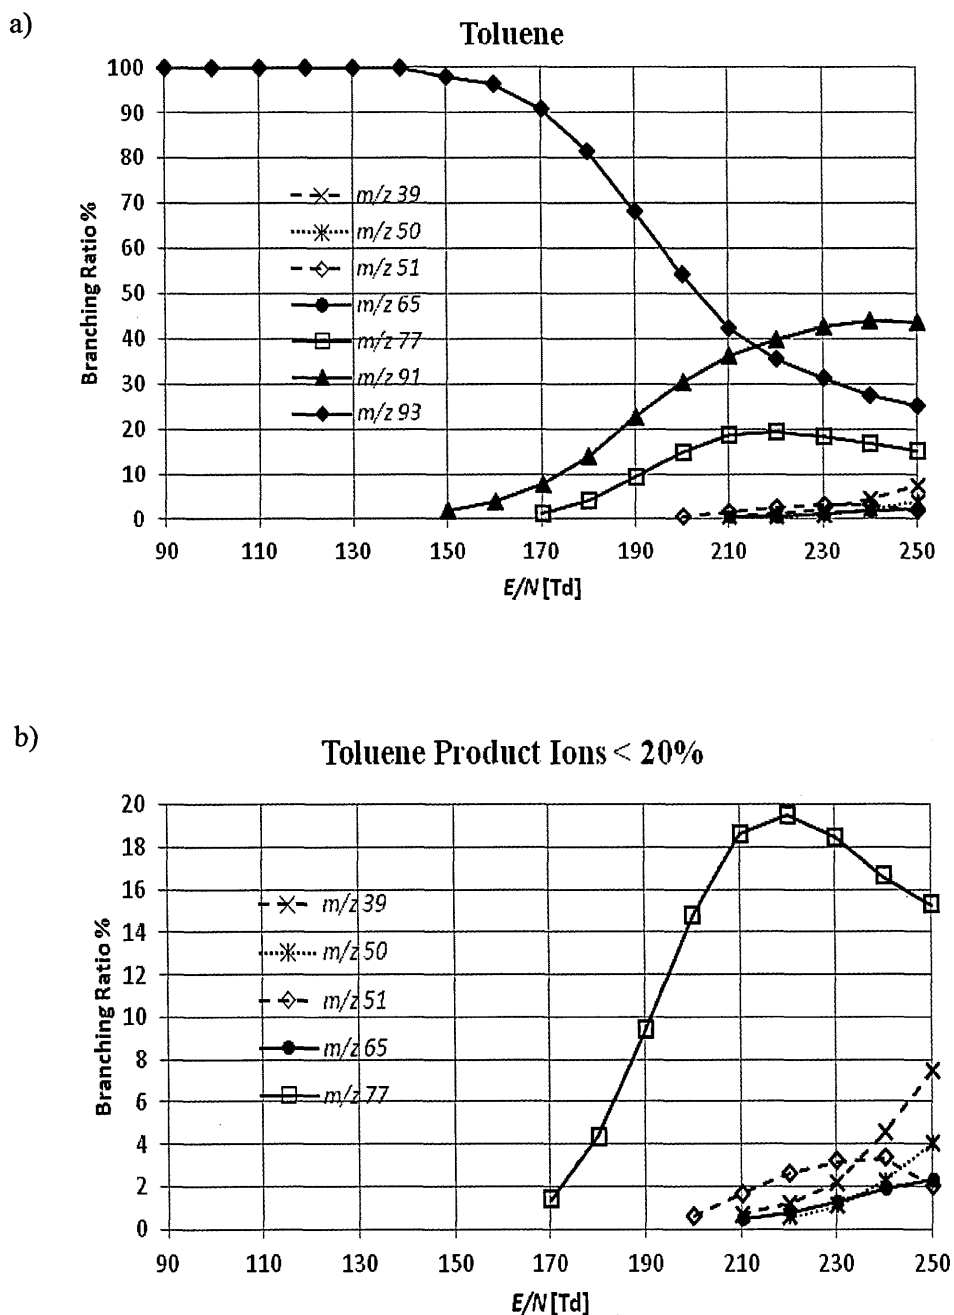 a)
Toluene
100
90
80
70
60
50
40
30
20
10
0
Branching Ratio %
m/z 39
m/z 50
m/z 51
m/z 65
m/z 77
m/z 91
m/z 93
90 110 130 150 170 190 210 230 250
E/N [Td]
b)
Toluene Product Ions < 20%
20
18
16
14
12
10
8
6
4
2
0
Branching Ratio %
m/z 39
m/z 50
m/z 51
m/z 65
m/z 77
90 110 130 150 170 190 210 230 250
E/N [Td]